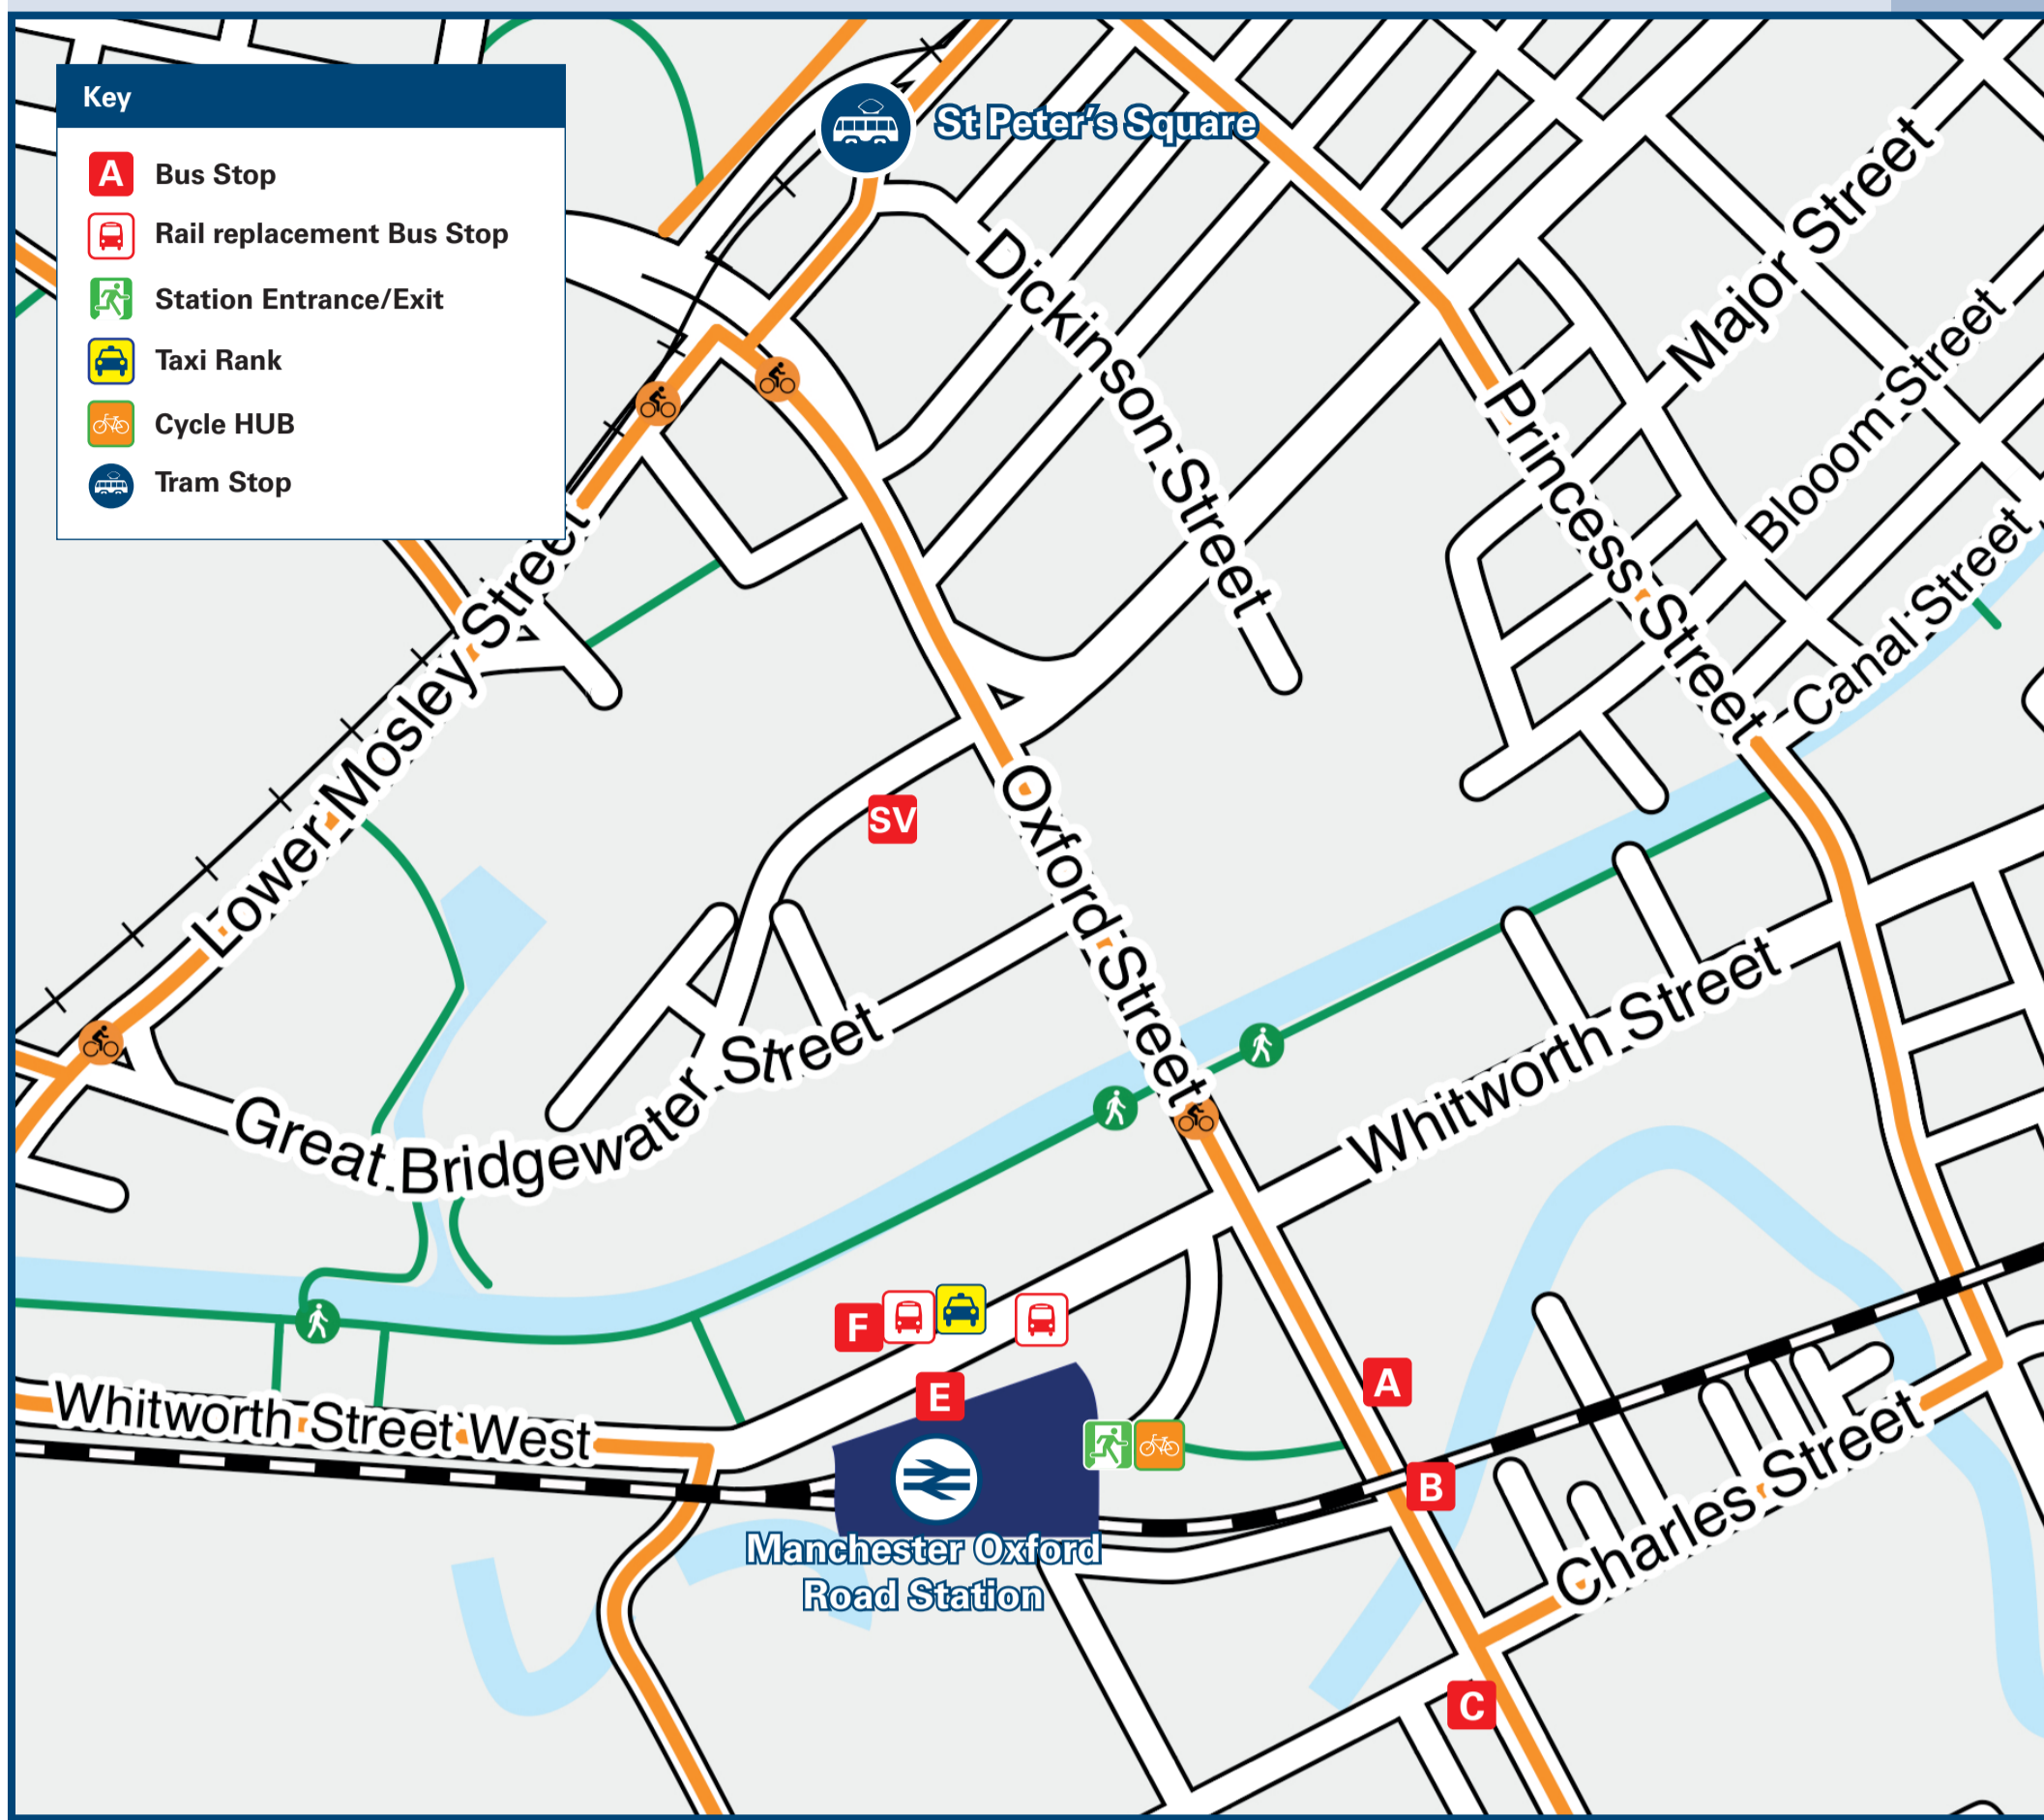 Key
A
Bus Stop
Rail replacement Bus Stop
Station Entrance/Exit
Taxi Rank
Cycle HUB
Tram Stop
St Peter's Square
Dickinson Street
Major Street
Blooom Street
Princess Street
Canal Street
Lower Mosley Street
SV
Oxford Street
Great Bridgewater Street
Whitworth Street
F
E
A
B
Whitworth Street West
Charles Street
Manchester Oxford
Road Station
C